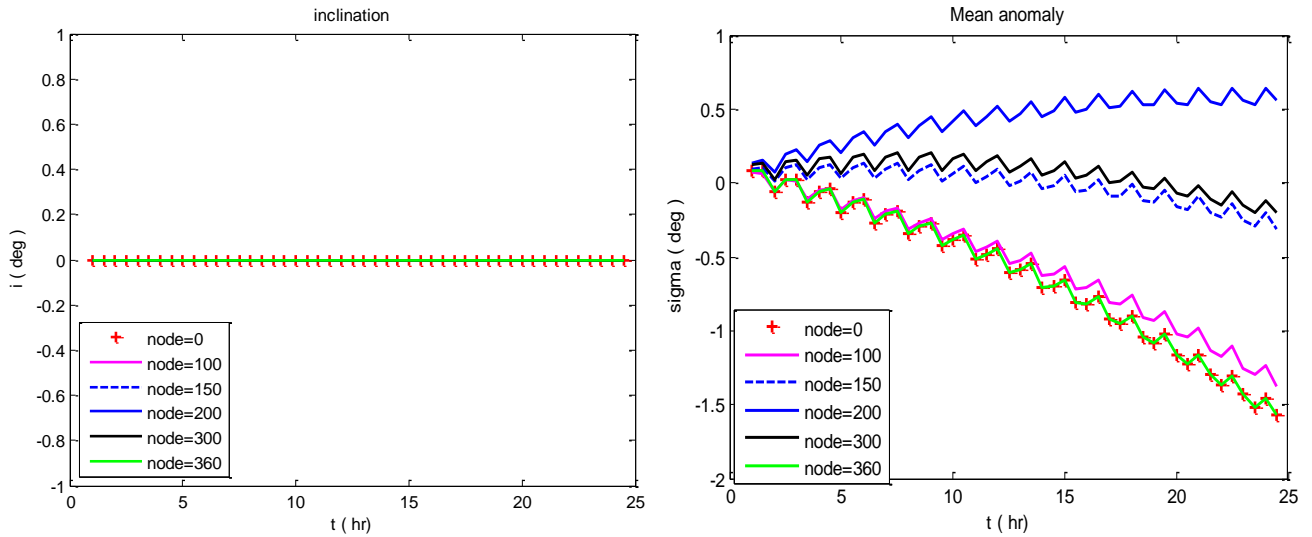 inclination
1
0.8
0.6
0.4
0.2
0
-0.2
-0.4
-0.6
-0.8
-1
i ( deg )
node=0
node=100
node=150
node=200
node=300
node=360
0
5
10
15
20
25
t ( hr)
Mean anomaly
1
0.5
0
-0.5
-1
-1.5
-2
sigma ( deg )
node=0
node=100
node=150
node=200
node=300
node=360
0
5
10
15
20
25
t ( hr)